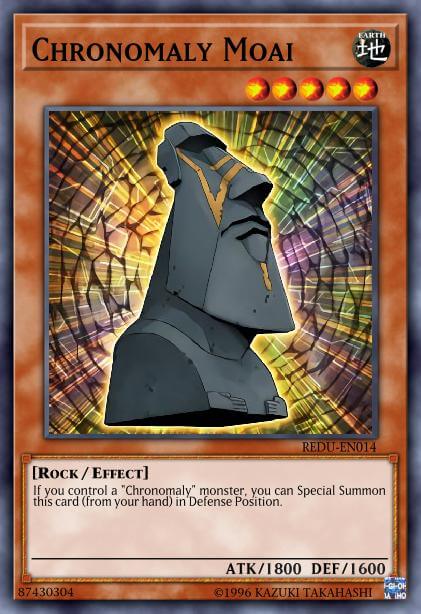 Chronomaly Moai
EARTH
地
REDU-EN014
[Rock / Effect]
If you control a "Chronomaly" monster, you can Special Summon
this card (from your hand) in Defense Position.
ATK/1800 DEF/1600
87430304
©1996 KAZUKI TAKAHASHI